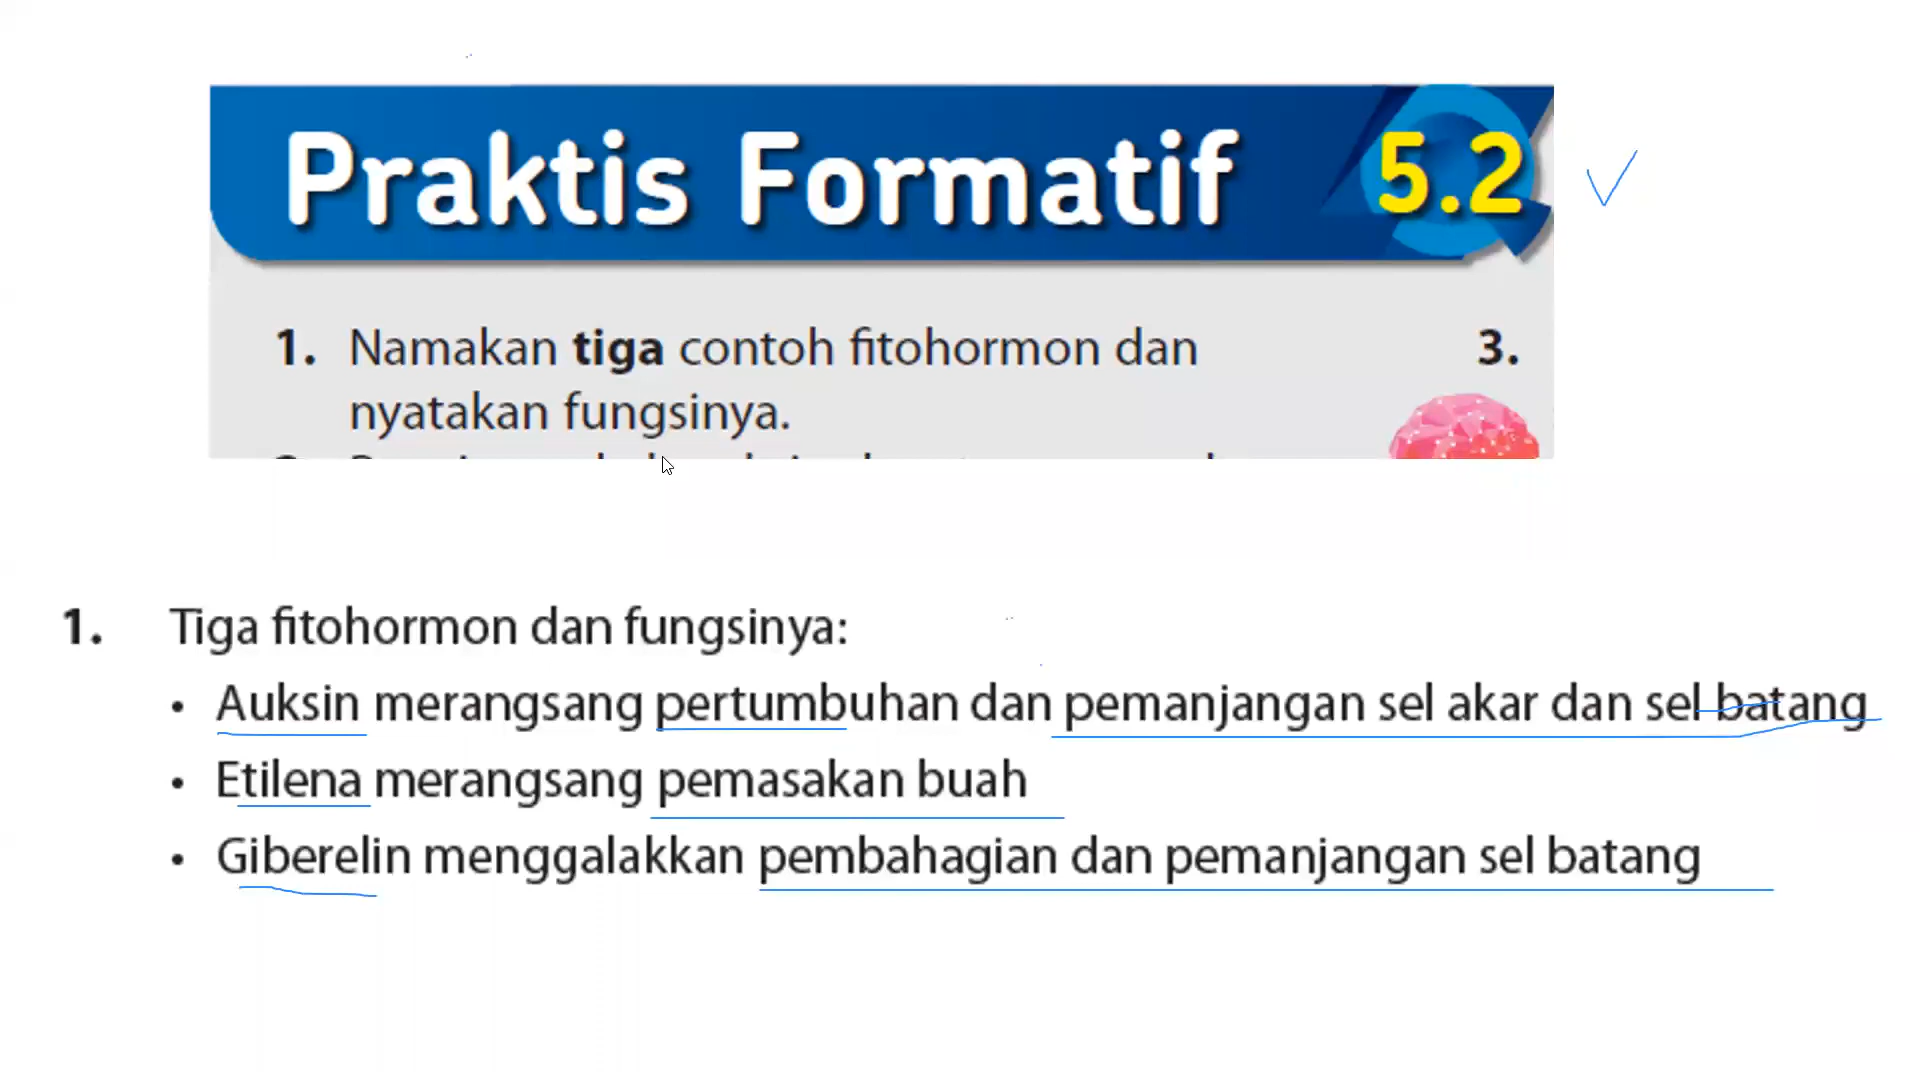 Praktis Formatif 5.2
1. Namakan tiga contoh fitohormon dan
nyatakan fungsinya.
3.
1. Tiga fitohormon dan fungsinya:
• Auksin merangsang pertumbuhan dan pemanjangan sel akar dan sel batang
• Etilena merangsang pemasakan buah
• Giberelin menggalakkan pembahagian dan pemanjangan sel batang